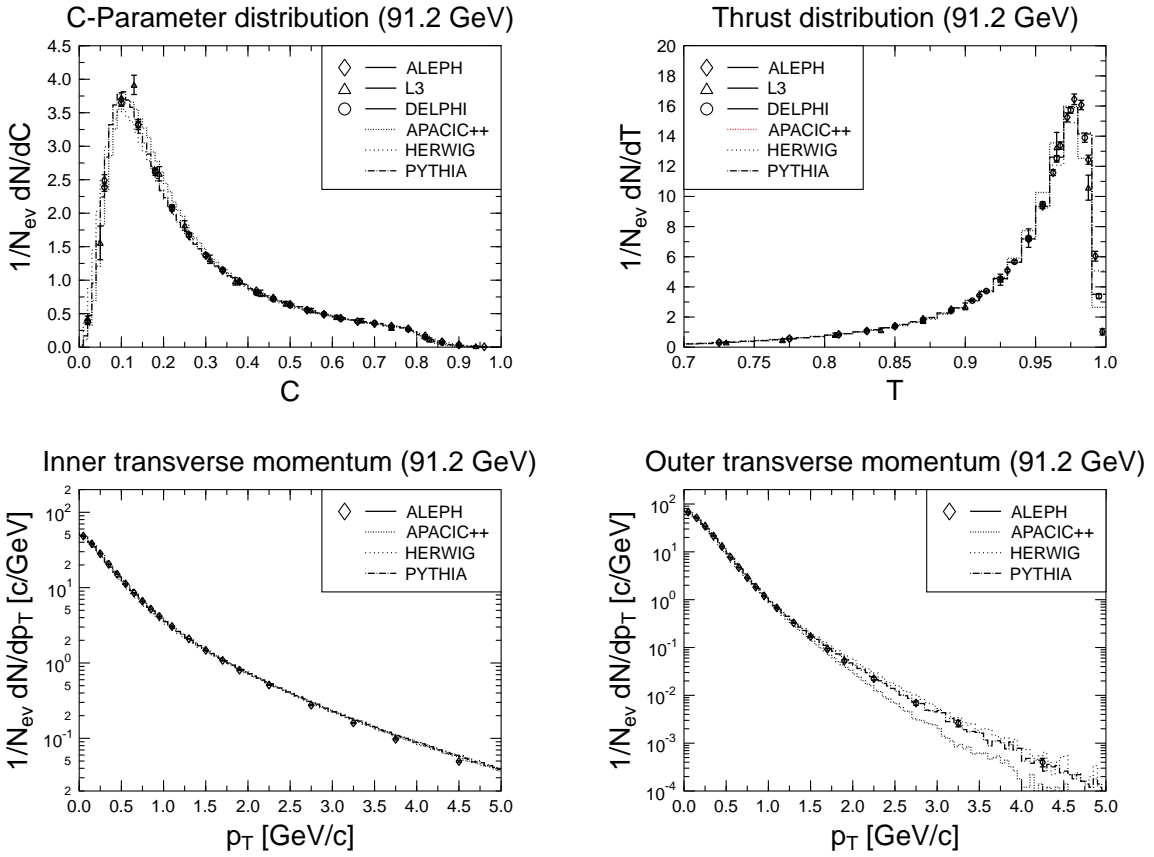 C-Parameter distribution (91.2 GeV)
4.5
4.0
3.5
3.0
2.5
2.0
1.5
1.0
0.5
0.0
1/N_ev dN/dC
ALEPH
L3
DELPHI
APACIC++
HERWIG
PYTHIA
0.0 0.1 0.2 0.3 0.4 0.5 0.6 0.7 0.8 0.9 1.0
C
Thrust distribution (91.2 GeV)
20
18
16
14
12
10
8
6
4
2
0
1/N_ev dN/dT
ALEPH
L3
DELPHI
APACIC++
HERWIG
PYTHIA
0.7 0.75 0.8 0.85 0.9 0.95 1.0
T
Inner transverse momentum (91.2 GeV)
2
10^2
5
2
10^1
5
2
10^0
5
2
10^-1
5
2
1/N_ev dN/dp_T [c/GeV]
ALEPH
APACIC++
HERWIG
PYTHIA
0.0 0.5 1.0 1.5 2.0 2.5 3.0 3.5 4.0 4.5 5.0
p_T [GeV/c]
Outer transverse momentum (91.2 GeV)
10^2
10^1
10^0
10^-1
10^-2
10^-3
10^-4
1/N_ev dN/dp_T [c/GeV]
ALEPH
APACIC++
HERWIG
PYTHIA
0.0 0.5 1.0 1.5 2.0 2.5 3.0 3.5 4.0 4.5 5.0
p_T [GeV/c]